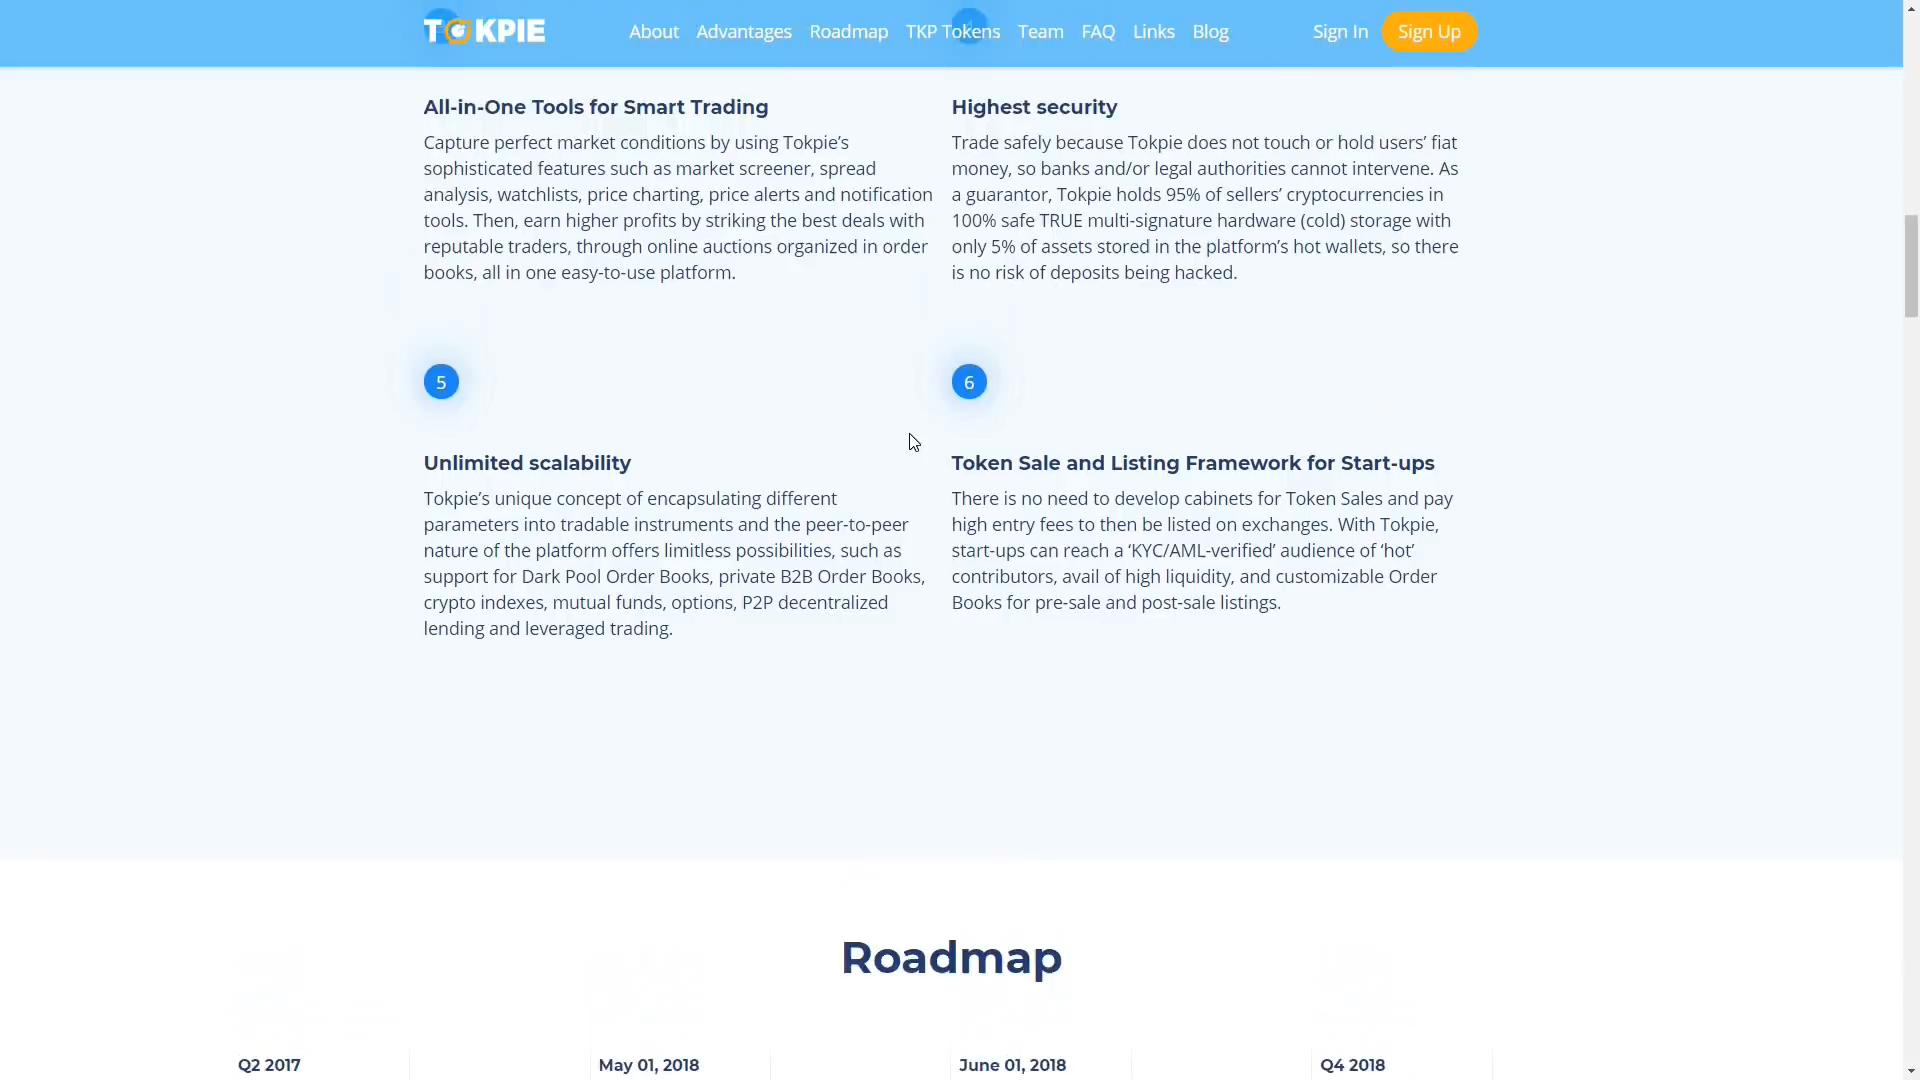 TOKPIE
About Advantages Roadmap TKP Tokens Team FAQ Links Blog Sign In Sign Up
All-in-One Tools for Smart Trading
Capture perfect market conditions by using Tokpie’s
sophisticated features such as market screener, spread
analysis, watchlists, price charting, price alerts and notification
tools. Then, earn higher profits by striking the best deals with
reputable traders, through online auctions organized in order
books, all in one easy-to-use platform.
Highest security
Trade safely because Tokpie does not touch or hold users’ fiat
money, so banks and/or legal authorities cannot intervene. As
a guarantor, Tokpie holds 95% of sellers’ cryptocurrencies in
100% safe TRUE multi-signature hardware (cold) storage with
only 5% of assets stored in the platform’s hot wallets, so there
is no risk of deposits being hacked.
5
Unlimited scalability
Tokpie’s unique concept of encapsulating different
parameters into tradable instruments and the peer-to-peer
nature of the platform offers limitless possibilities, such as
support for Dark Pool Order Books, private B2B Order Books,
crypto indexes, mutual funds, options, P2P decentralized
lending and leveraged trading.
6
Token Sale and Listing Framework for Start-ups
There is no need to develop cabinets for Token Sales and pay
high entry fees to then be listed on exchanges. With Tokpie,
start-ups can reach a ‘KYC/AML-verified’ audience of ‘hot’
contributors, avail of high liquidity, and customizable Order
Books for pre-sale and post-sale listings.
Roadmap
Q2 2017
May 01, 2018
June 01, 2018
Q4 2018